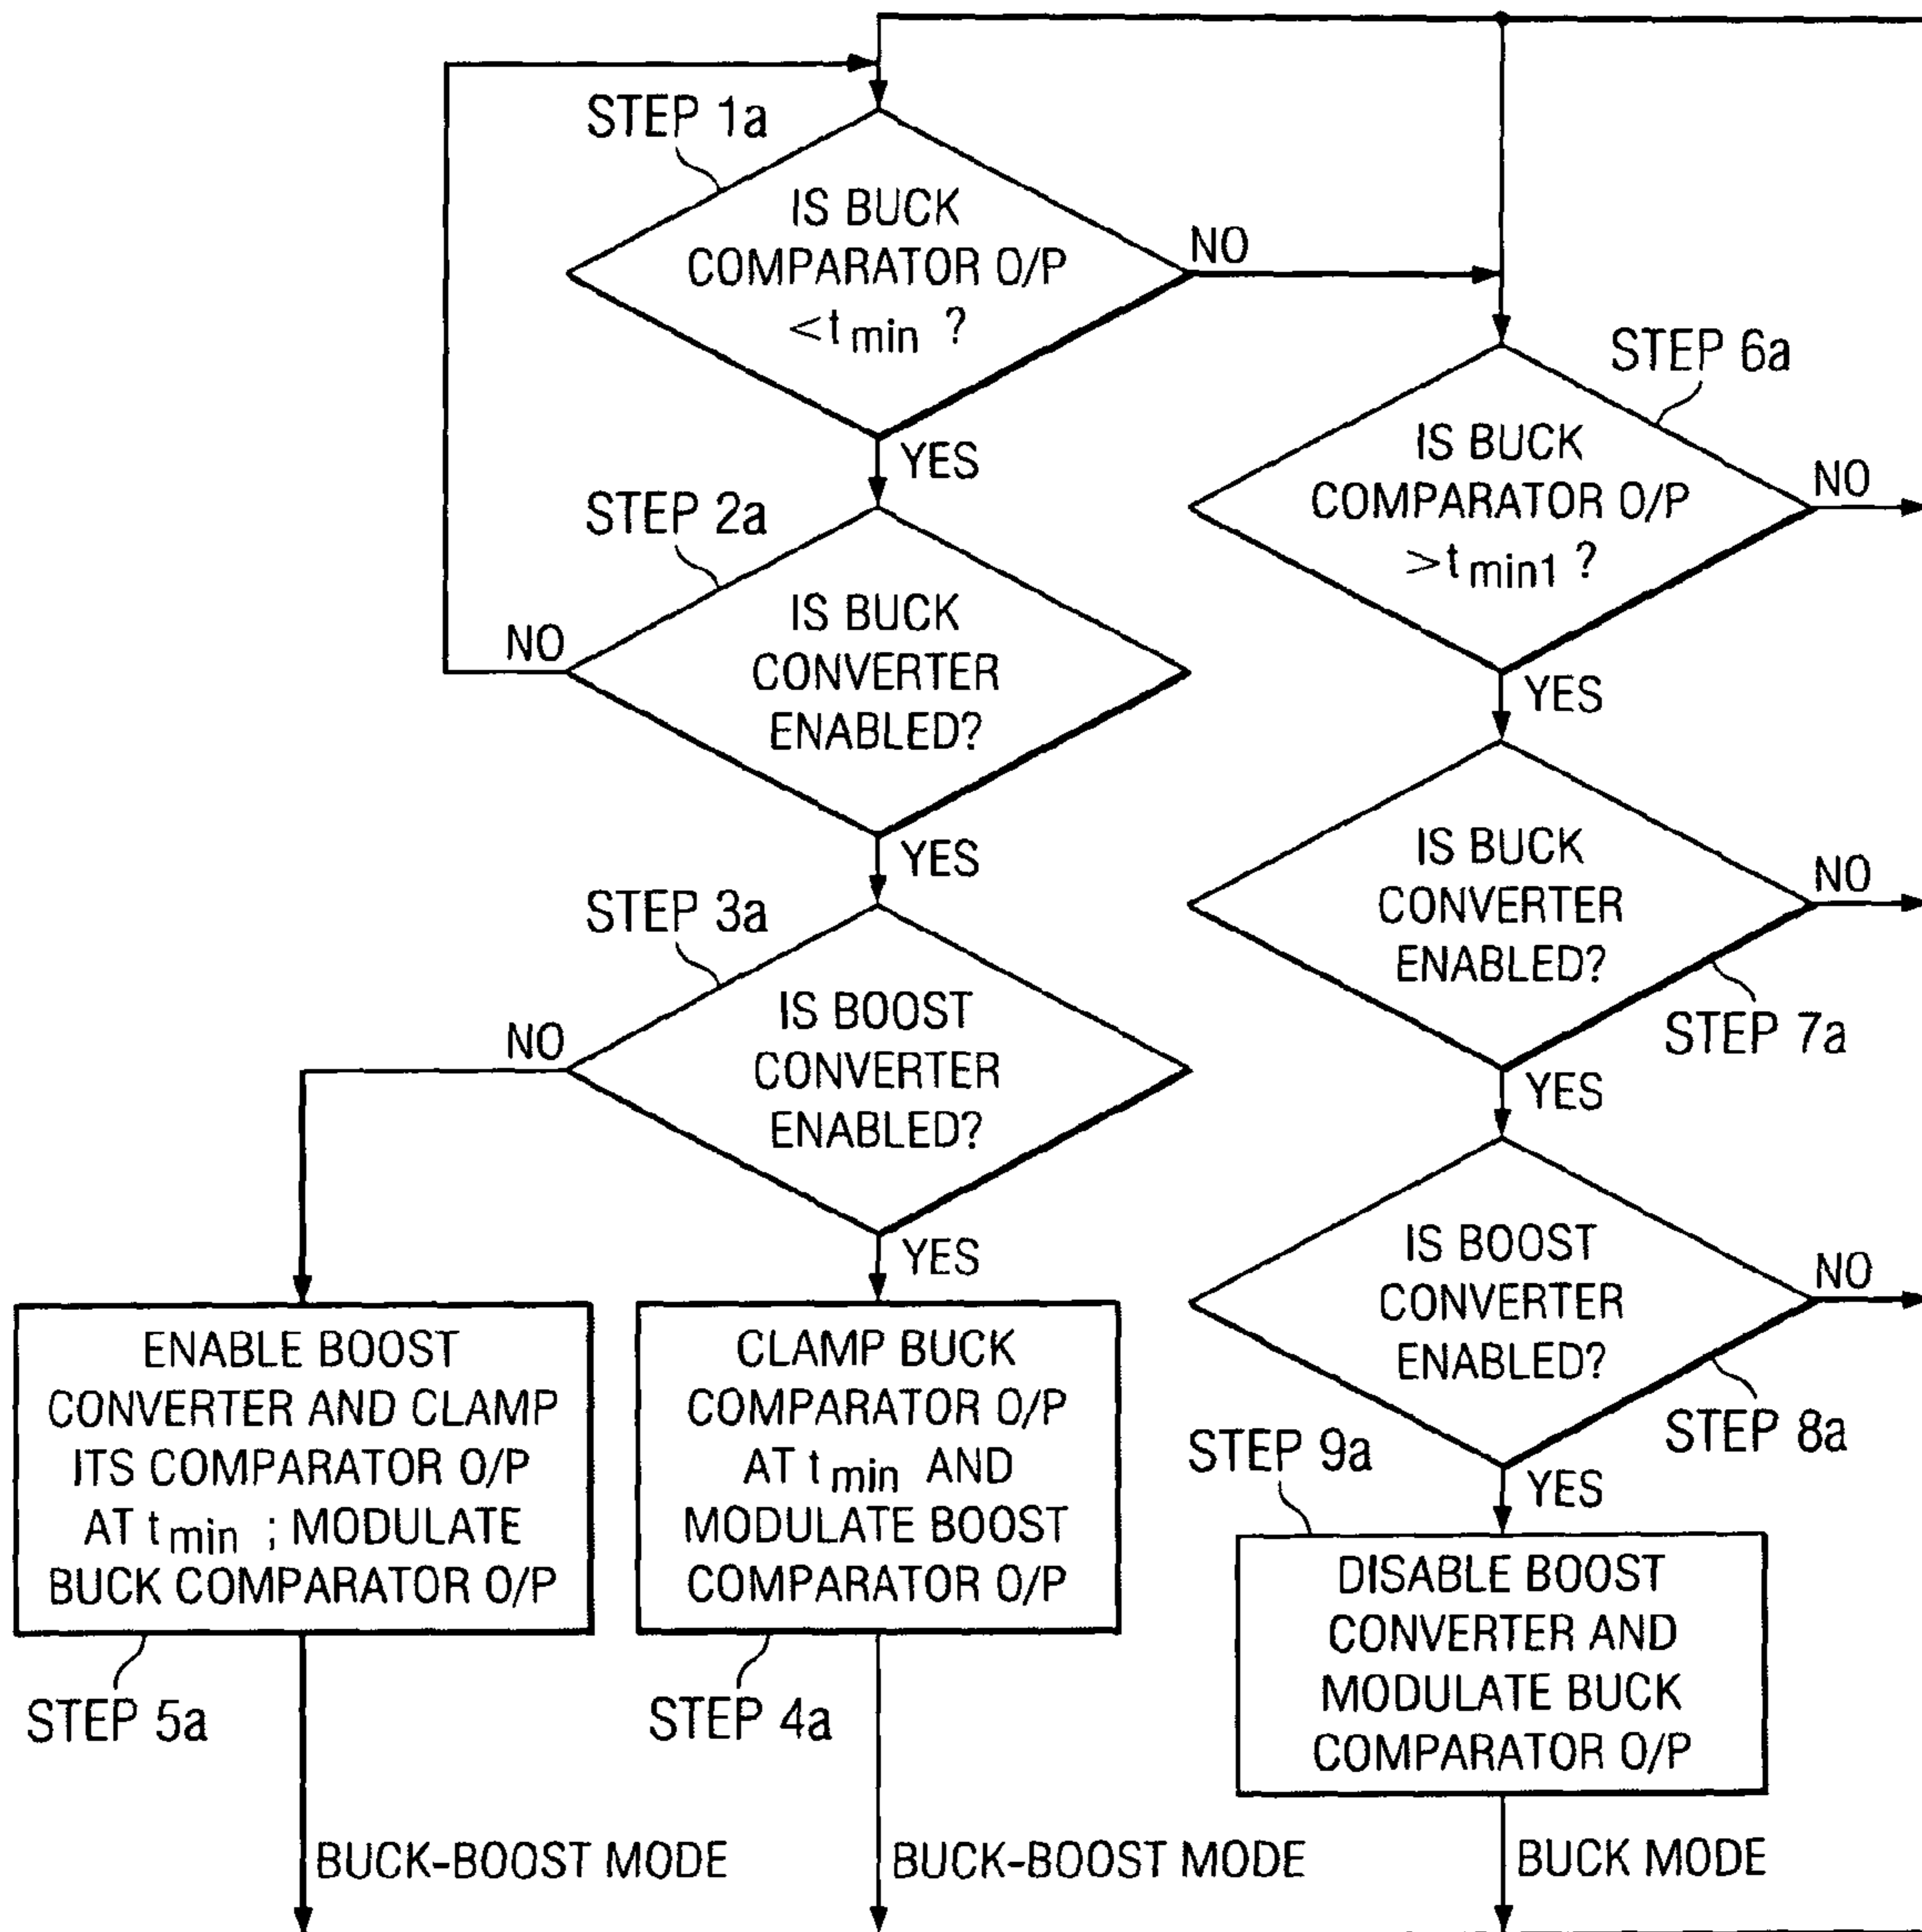 STEP 1a
IS BUCK
COMPARATOR O/P
<t min ?
NO
YES
STEP 2a
IS BUCK
CONVERTER
ENABLED?
NO
YES
STEP 3a
IS BOOST
CONVERTER
ENABLED?
NO
YES
ENABLE BOOST
CONVERTER AND CLAMP
ITS COMPARATOR O/P
AT t min ; MODULATE
BUCK COMPARATOR O/P
STEP 5a
BUCK-BOOST MODE
CLAMP BUCK
COMPARATOR O/P
AT t min AND
MODULATE BOOST
COMPARATOR O/P
STEP 4a
BUCK-BOOST MODE
STEP 6a
IS BUCK
COMPARATOR O/P
>t min1 ?
NO
YES
IS BUCK
CONVERTER
ENABLED?
NO
STEP 7a
YES
IS BOOST
CONVERTER
ENABLED?
NO
STEP 8a
YES
STEP 9a
DISABLE BOOST
CONVERTER AND
MODULATE BUCK
COMPARATOR O/P
BUCK MODE